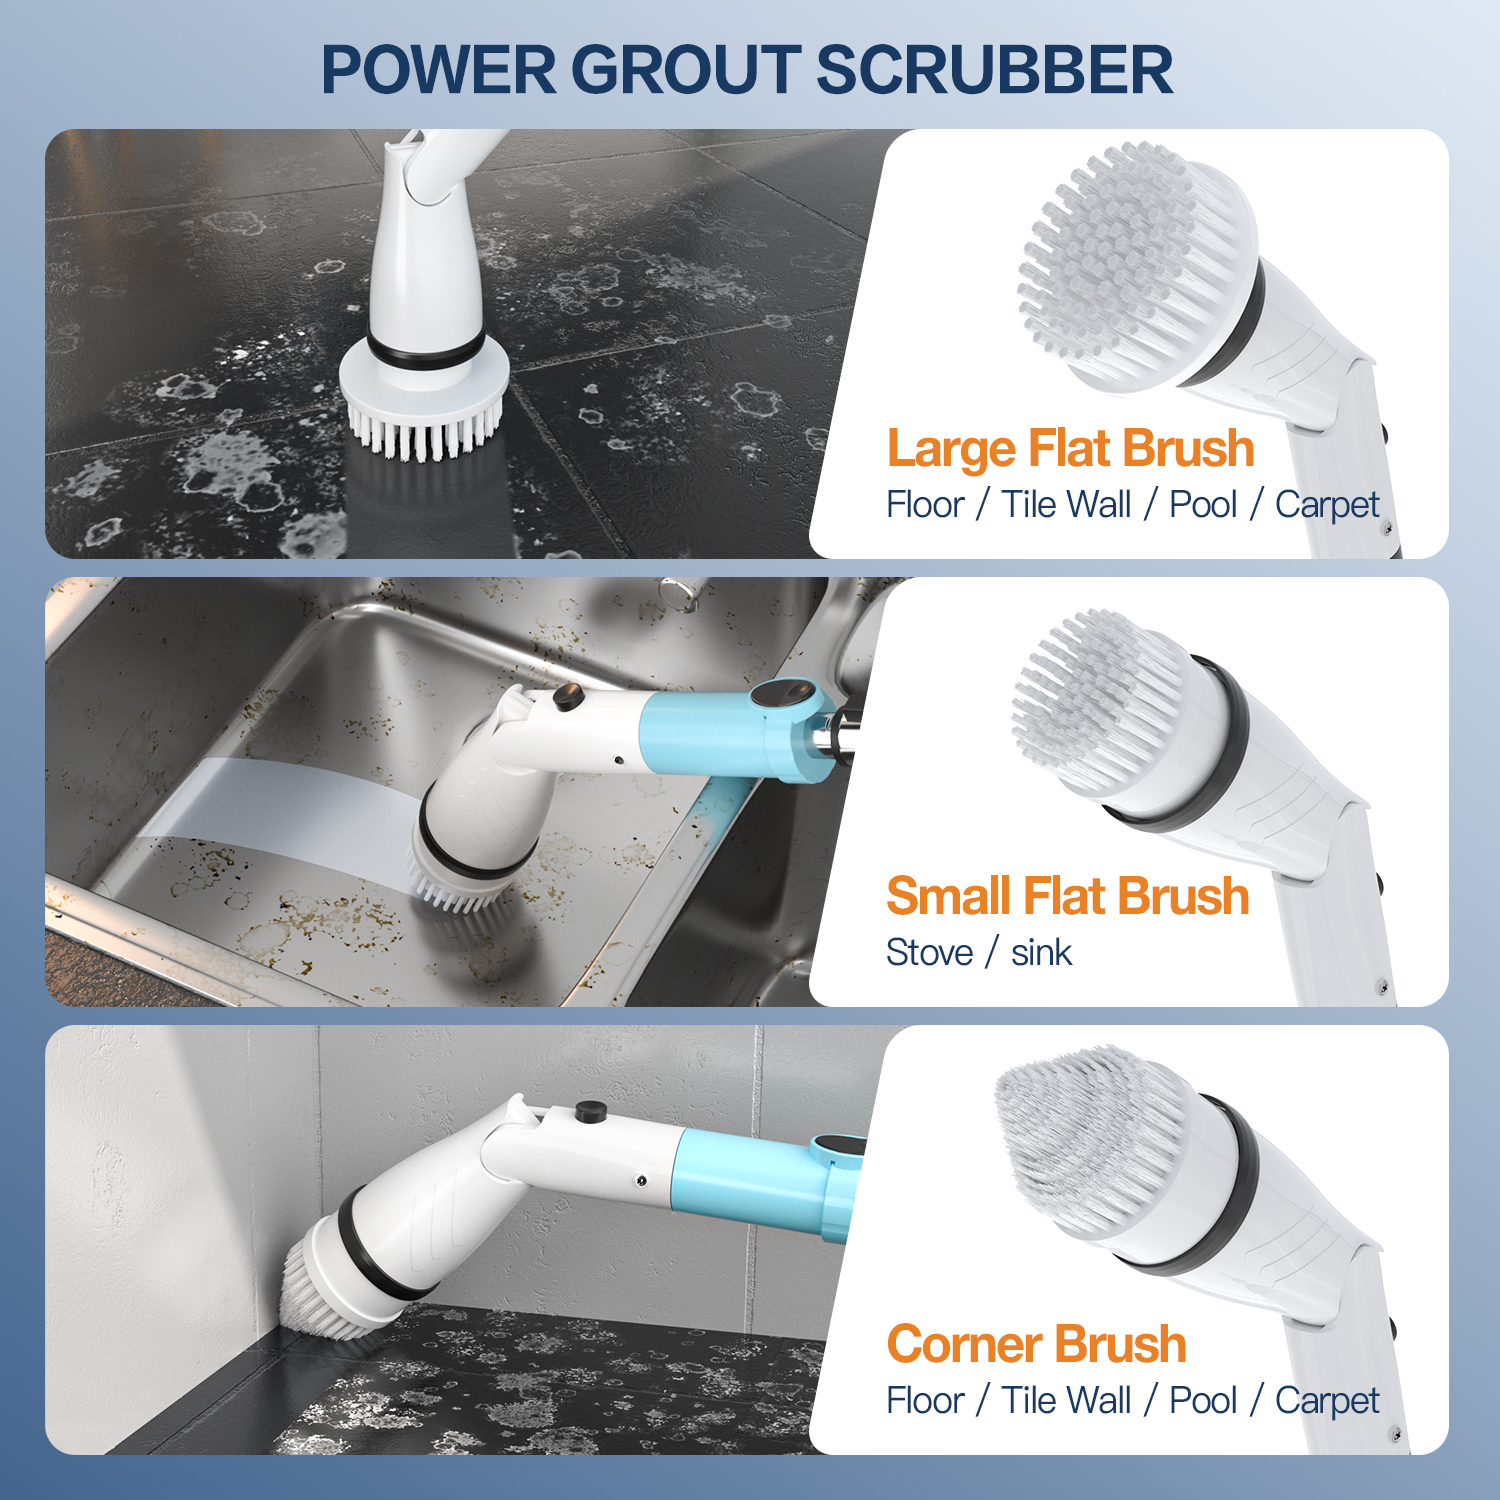 POWER GROUT SCRUBBER
Large Flat Brush
Floor / Tile Wall / Pool / Carpet
Small Flat Brush
Stove / sink
Corner Brush
Floor / Tile Wall / Pool / Carpet